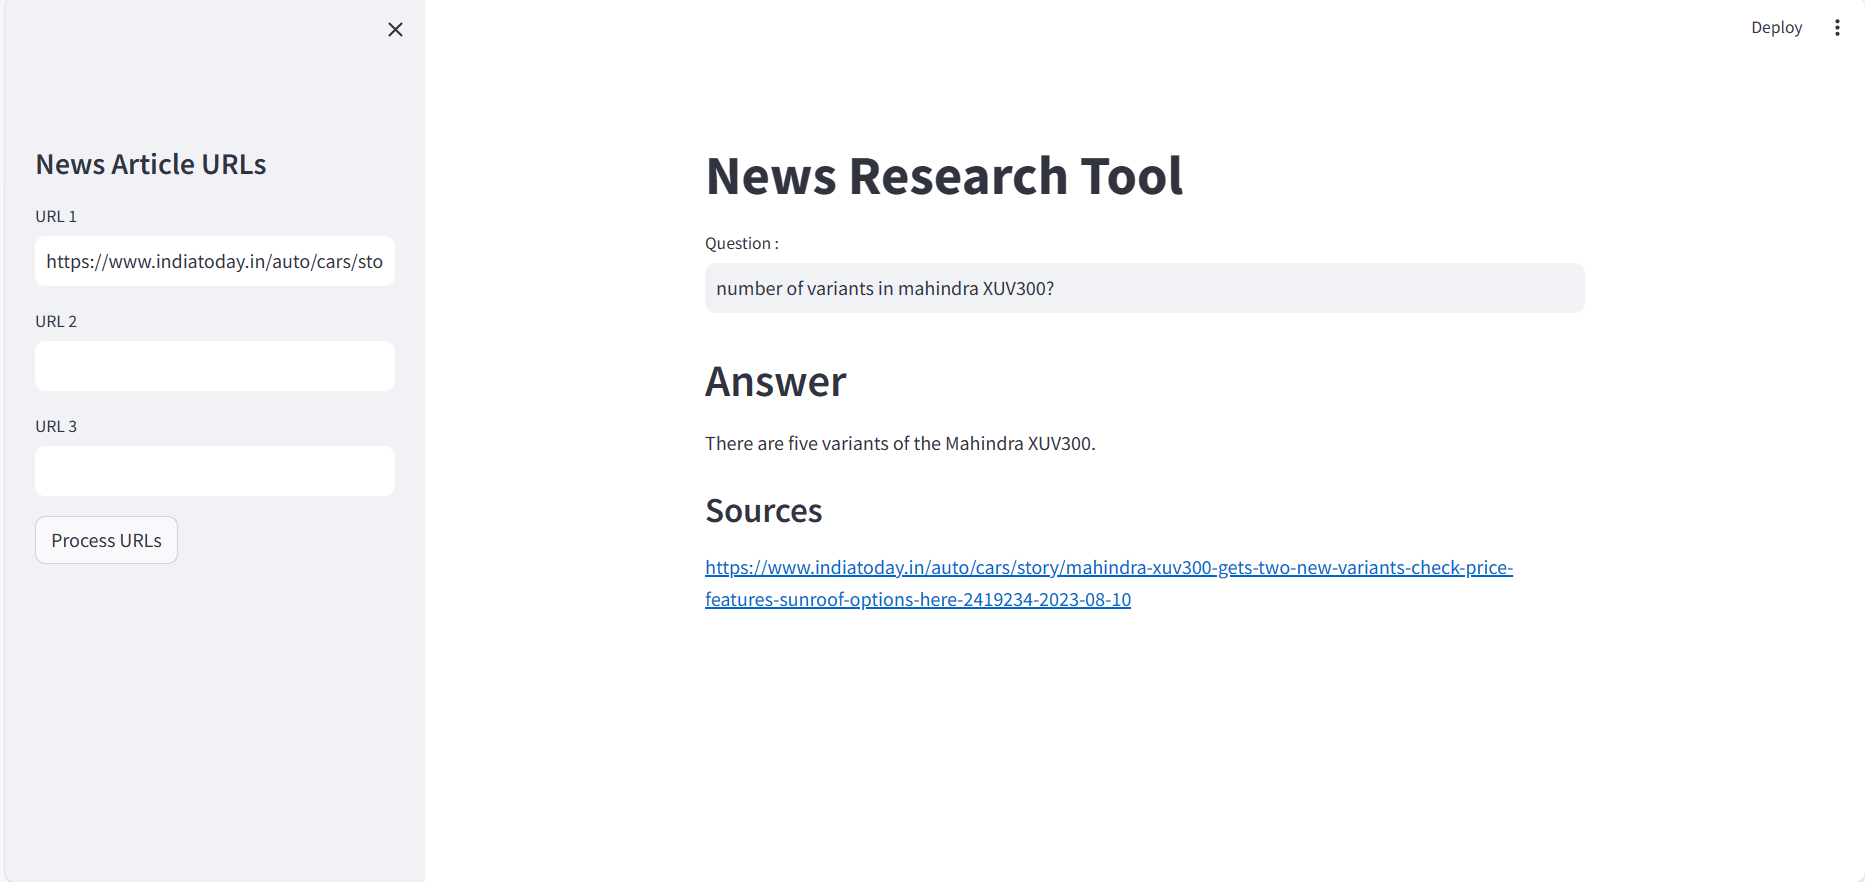 Deploy
News Article URLs
URL 1
https://www.indiatoday.in/auto/cars/sto
URL 2
URL 3
Process URLs
News Research Tool
Question :
number of variants in mahindra XUV300?
Answer
There are five variants of the Mahindra XUV300.
Sources
https://www.indiatoday.in/auto/cars/story/mahindra-xuv300-gets-two-new-variants-check-price-
features-sunroof-options-here-2419234-2023-08-10